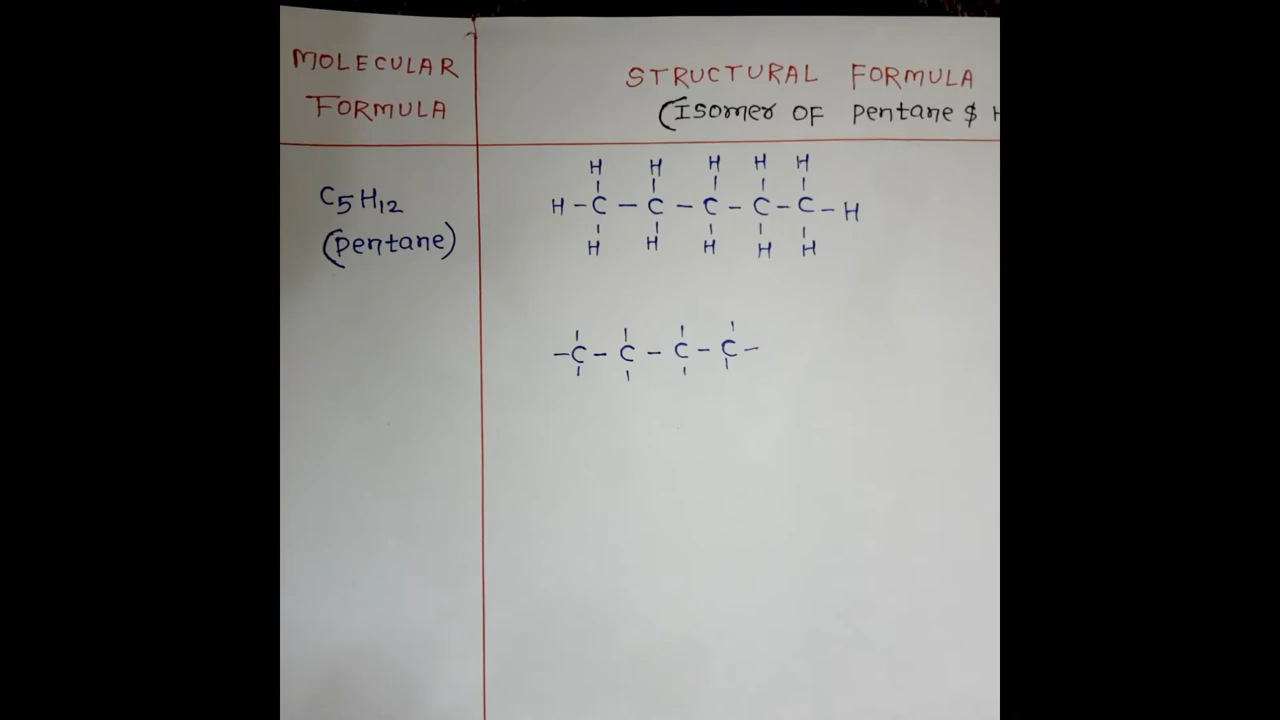 MOLECULAR
FORMULA
STRUCTURAL FORMULA
(Isomer OF Pentane $ H
C5H12
(Pentane)
H H H H H
H-C-C-C-C-C-H
H H H H H
-C-C-C-C-